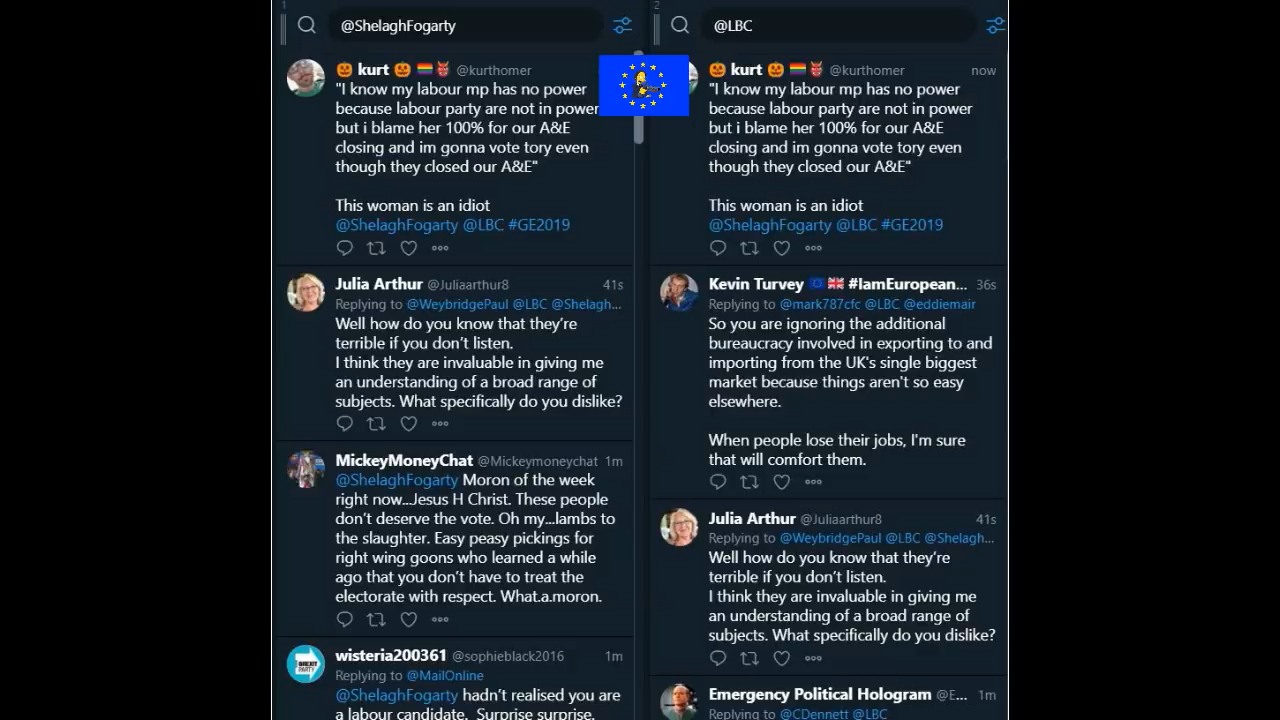 1
@ShelaghFogarty
kurt @kurthomer
"I know my labour mp has no power
because labour party are not in power
but i blame her 100% for our A&E
closing and im gonna vote tory even
though they closed our A&E"
This woman is an idiot
@ShelaghFogarty @LBC #GE2019
Julia Arthur @Juliaarthur8 41s
Replying to @WeybridgePaul @LBC @Shelagh...
Well how do you know that they're
terrible if you don't listen.
I think they are invaluable in giving me
an understanding of a broad range of
subjects. What specifically do you dislike?
MickeyMoneyChat @Mickeymoneychat 1m
@ShelaghFogarty Moron of the week
right now...Jesus H Christ. These people
don't deserve the vote. Oh my...lambs to
the slaughter. Easy peasy pickings for
right wing goons who learned a while
ago that you don't have to treat the
electorate with respect. What.a.moron.
BREXIT
PARTY
wisteria200361 @sophieblack2016 1m
Replying to @MailOnline
@ShelaghFogarty hadn't realised you are
a labour candidate. Surprise surprise.
2
@LBC
kurt @kurthomer now
"I know my labour mp has no power
because labour party are not in power
but i blame her 100% for our A&E
closing and im gonna vote tory even
though they closed our A&E"
This woman is an idiot
@ShelaghFogarty @LBC #GE2019
Kevin Turvey #IamEuropean... 36s
Replying to @mark787cfc @LBC @eddiemair
So you are ignoring the additional
bureaucracy involved in exporting to and
importing from the UK's single biggest
market because things aren't so easy
elsewhere.
When people lose their jobs, I'm sure
that will comfort them.
Julia Arthur @Juliaarthur8 41s
Replying to @WeybridgePaul @LBC @Shelagh...
Well how do you know that they're
terrible if you don't listen.
I think they are invaluable in giving me
an understanding of a broad range of
subjects. What specifically do you dislike?
Emergency Political Hologram @E... 1m
Replying to @CDennett @LBC